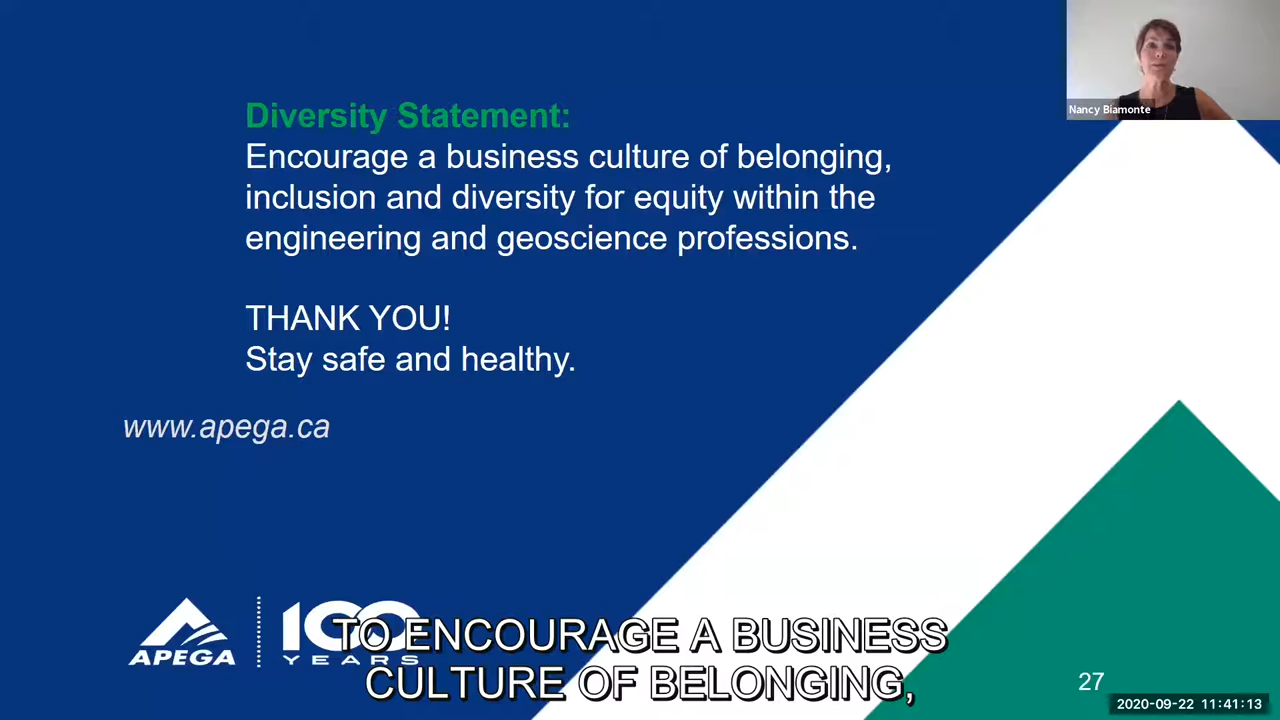 Nancy Biamonte
Diversity Statement:
Encourage a business culture of belonging,
inclusion and diversity for equity within the
engineering and geoscience professions.
THANK YOU!
Stay safe and healthy.
www.apega.ca
APEGA
100
YEARS
TO ENCOURAGE A BUSINESS
CULTURE OF BELONGING,
27
2020-09-22 11:41:13